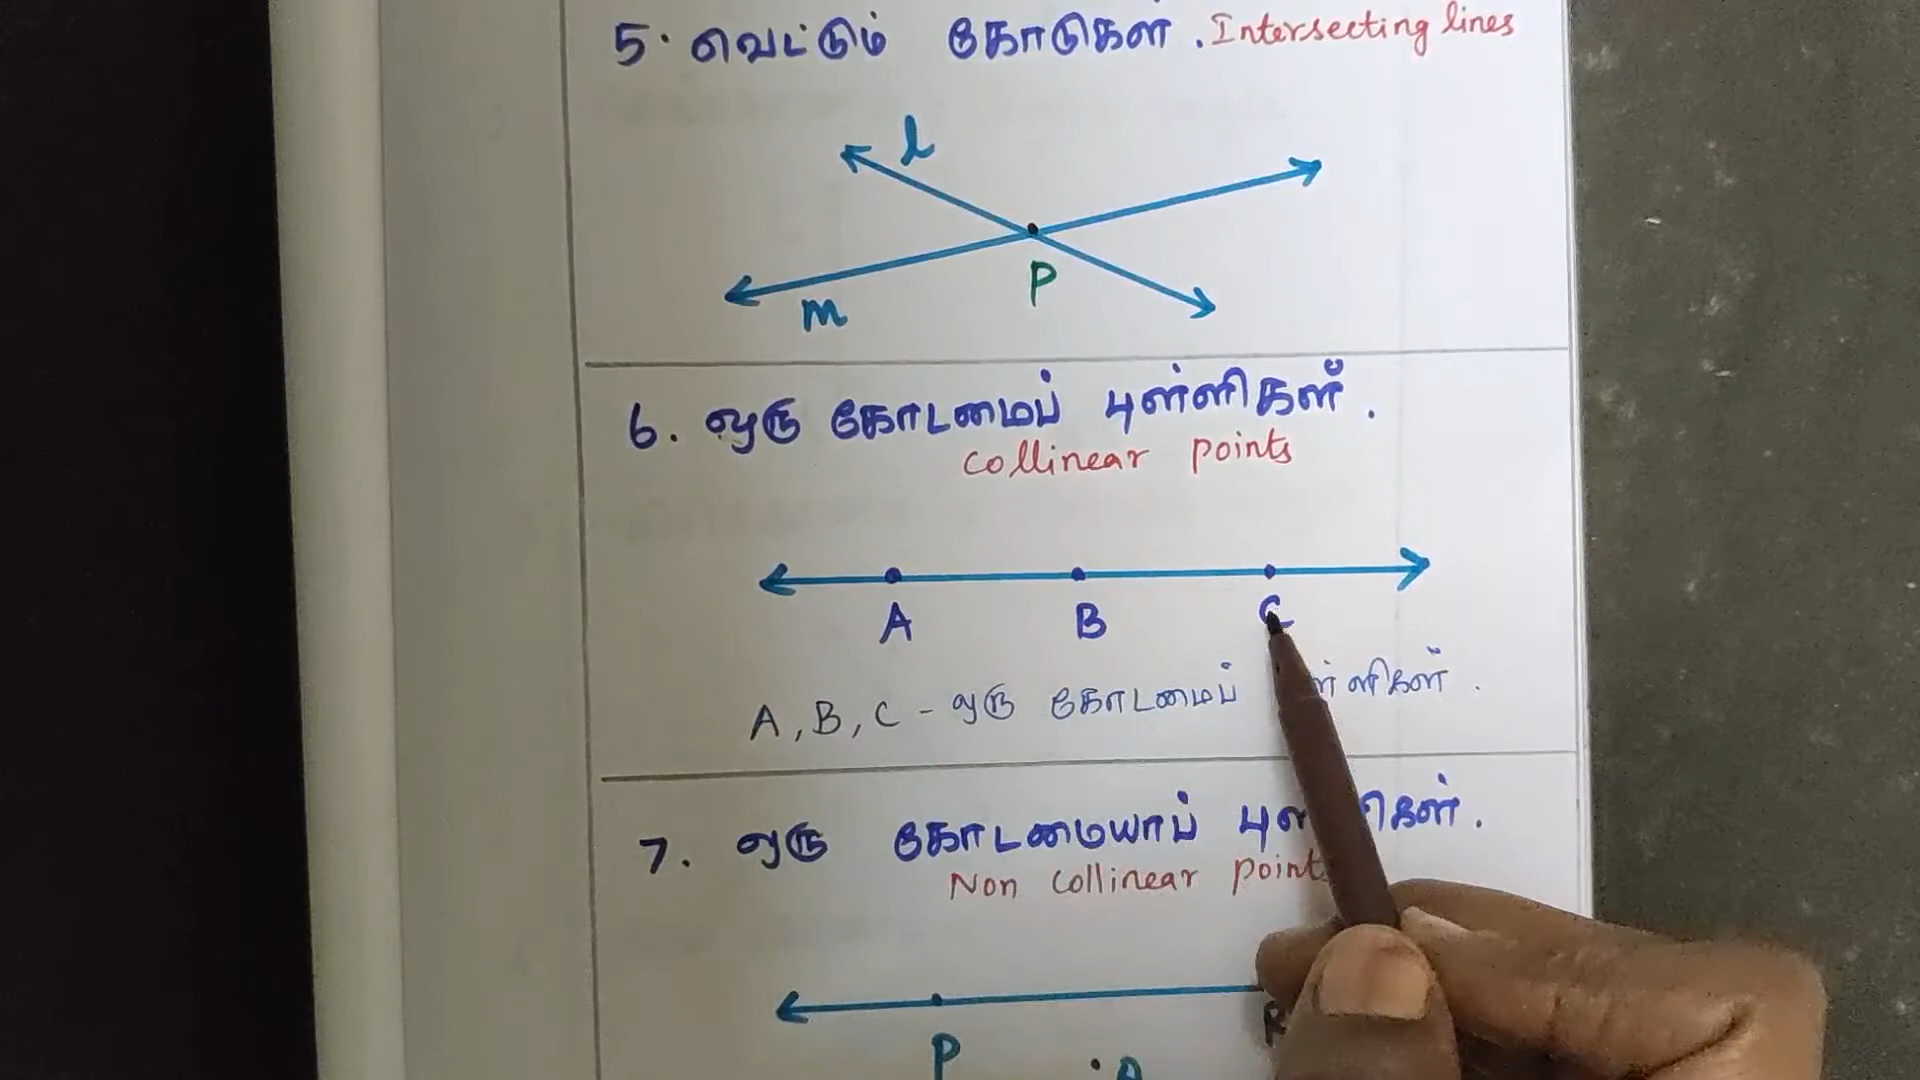 5. வெட்டும் கோடுகள் . Intersecting lines
l
m
P
6. ஒரு கோடமைப் புள்ளிகள் .
collinear points
A B C
A, B, C - ஒரு கோடமைப்
7. ஒரு கோடமையாப்
Non collinear
P